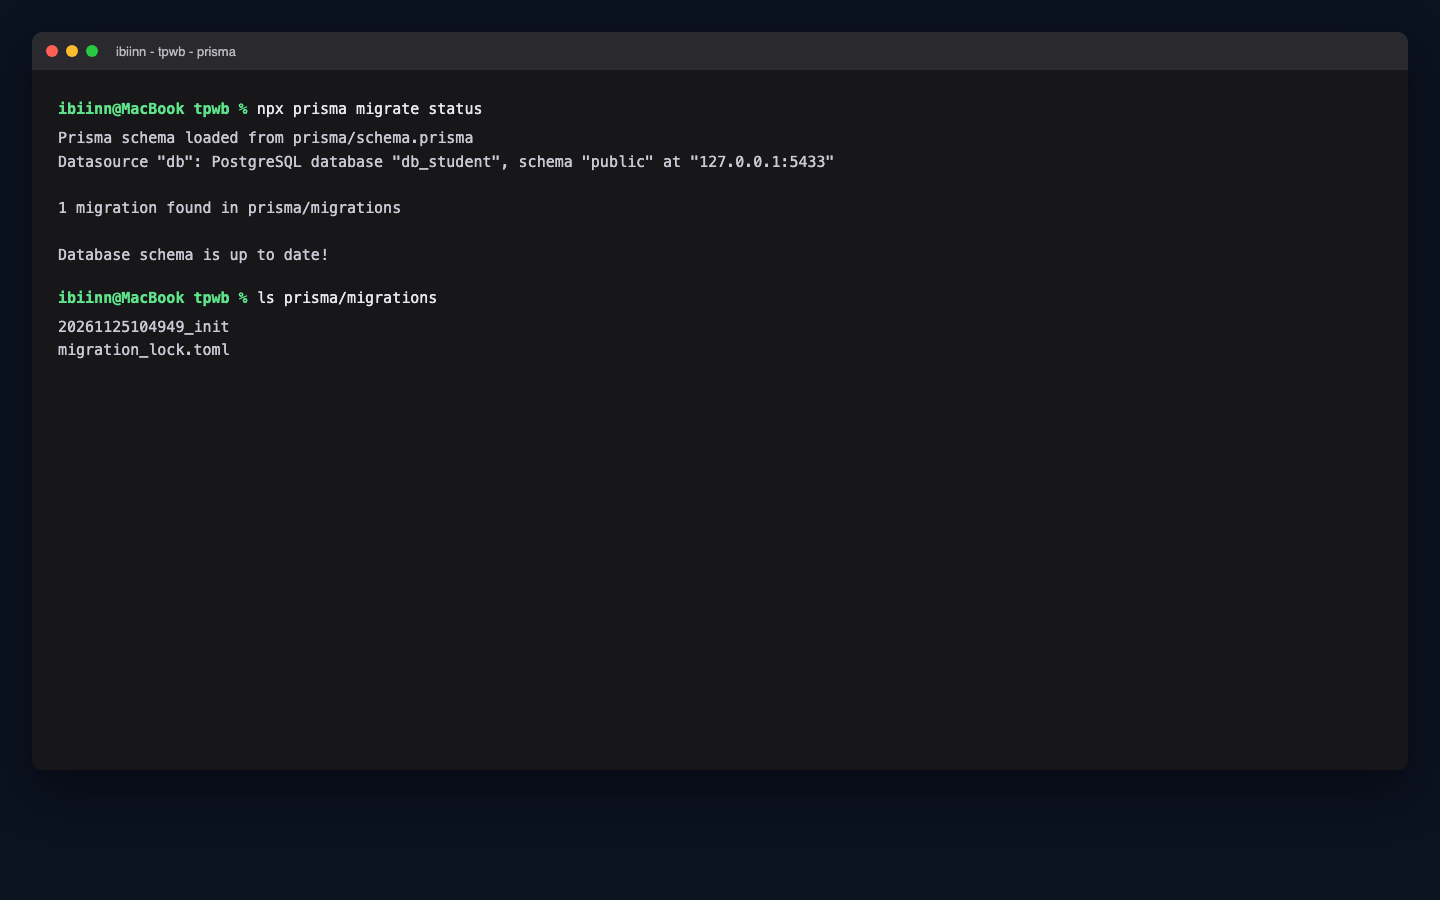 ibiinn - tpwb - prisma
ibiinn@MacBook tpwb % npx prisma migrate status
Prisma schema loaded from prisma/schema.prisma
Datasource "db": PostgreSQL database "db_student", schema "public" at "127.0.0.1:5433"
1 migration found in prisma/migrations
Database schema is up to date!
ibiinn@MacBook tpwb % ls prisma/migrations
20261125104949_init
migration_lock.toml